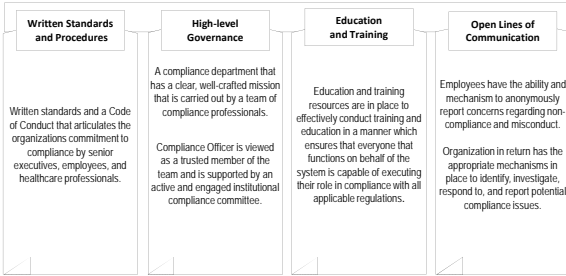 Written Standards
and Procedures
Written standards and a Code
of Conduct that articulates the
organizations commitment to
compliance by senior
executives, employees, and
healthcare professionals.
High-level
Governance
A compliance department that
has a clear, well-crafted mission
that is carried out by a team of
compliance professionals.
Compliance Officer is viewed
as a trusted member of the
team and is supported by an
active and engaged institutional
compliance committee.
Education
and Training
Education and training
resources are in place to
effectively conduct training and
education in a manner which
ensures that everyone that
functions on behalf of the
system is capable of executing
their role in compliance with all
applicable regulations.
Open Lines of
Communication
Employees have the ability and
mechanism to anonymously
report concerns regarding non-
compliance and misconduct.
Organization in return has the
appropriate mechanisms in
place to identify, investigate,
respond to, and report potential
compliance issues.